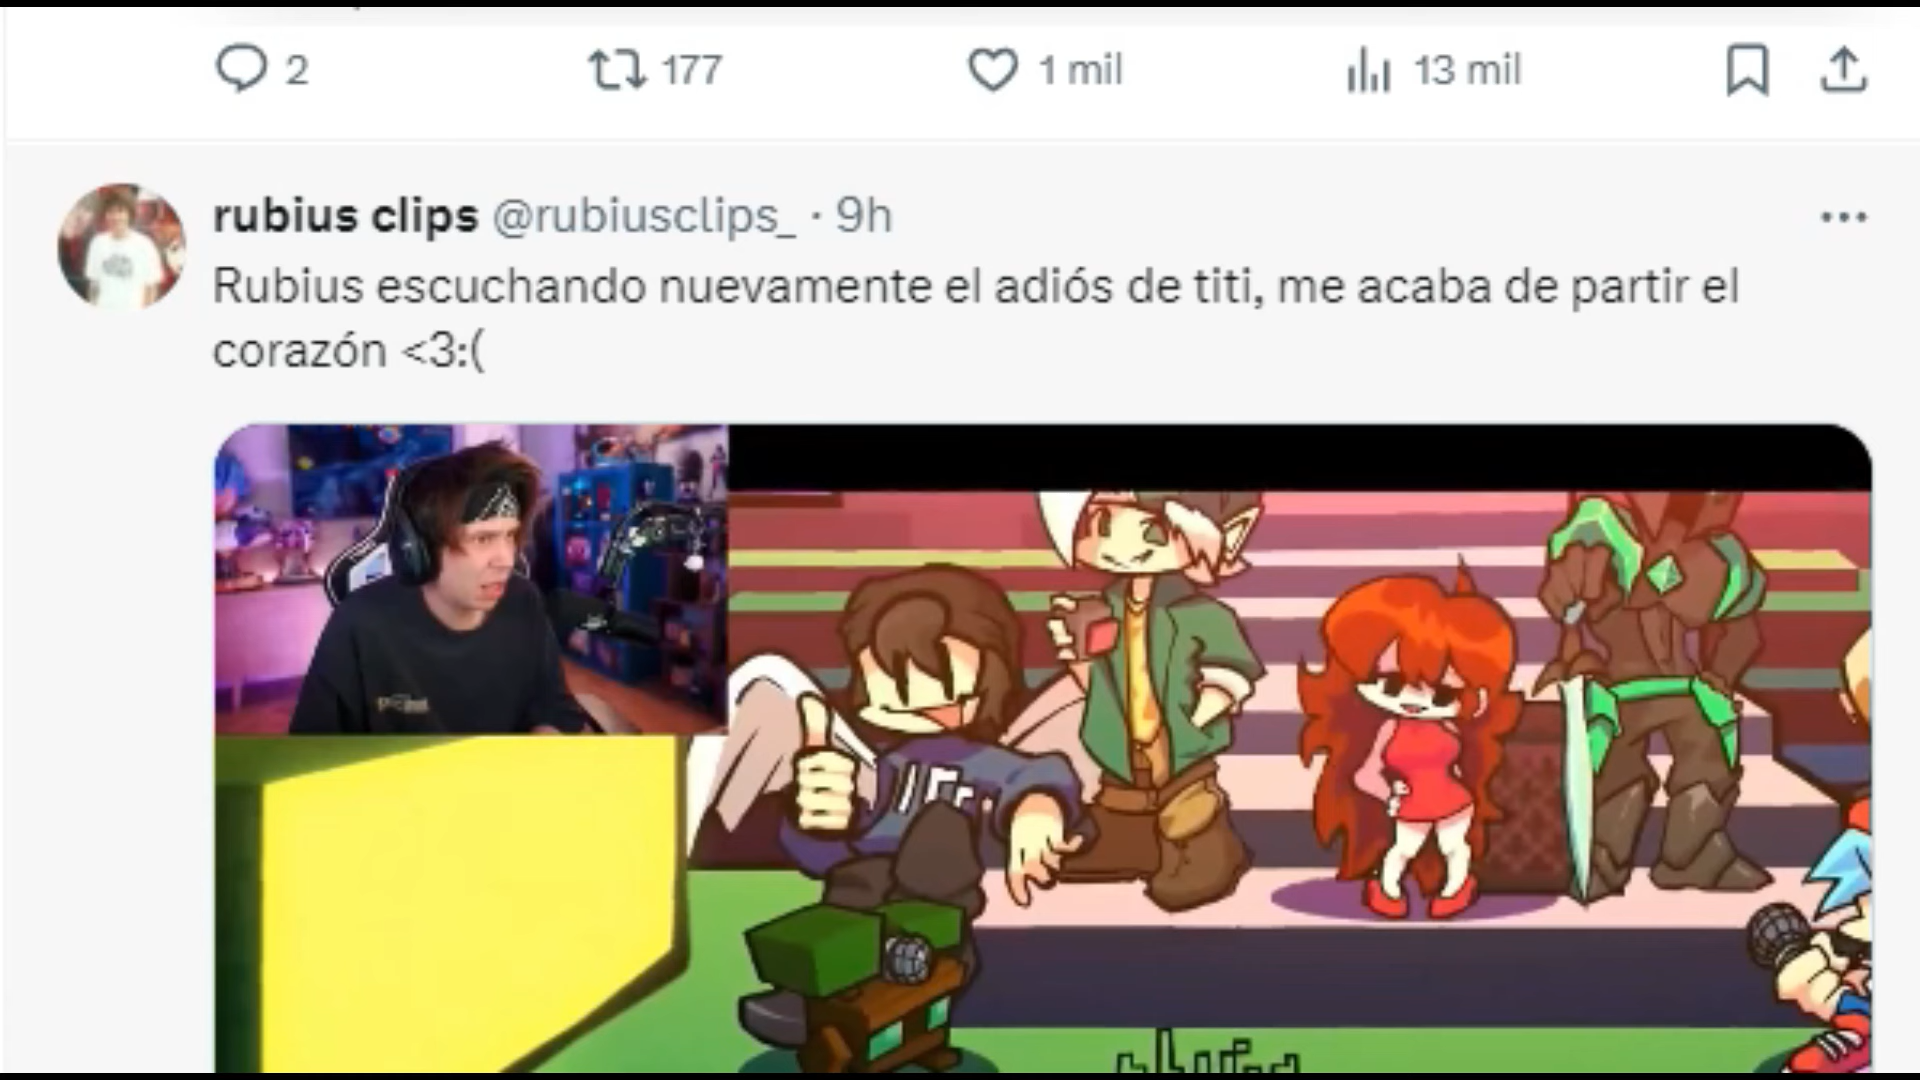 2 177 1 mil 13 mil
rubius clips @rubiusclips_ · 9h
Rubius escuchando nuevamente el adiós de titi, me acaba de partir el
corazón <3:(